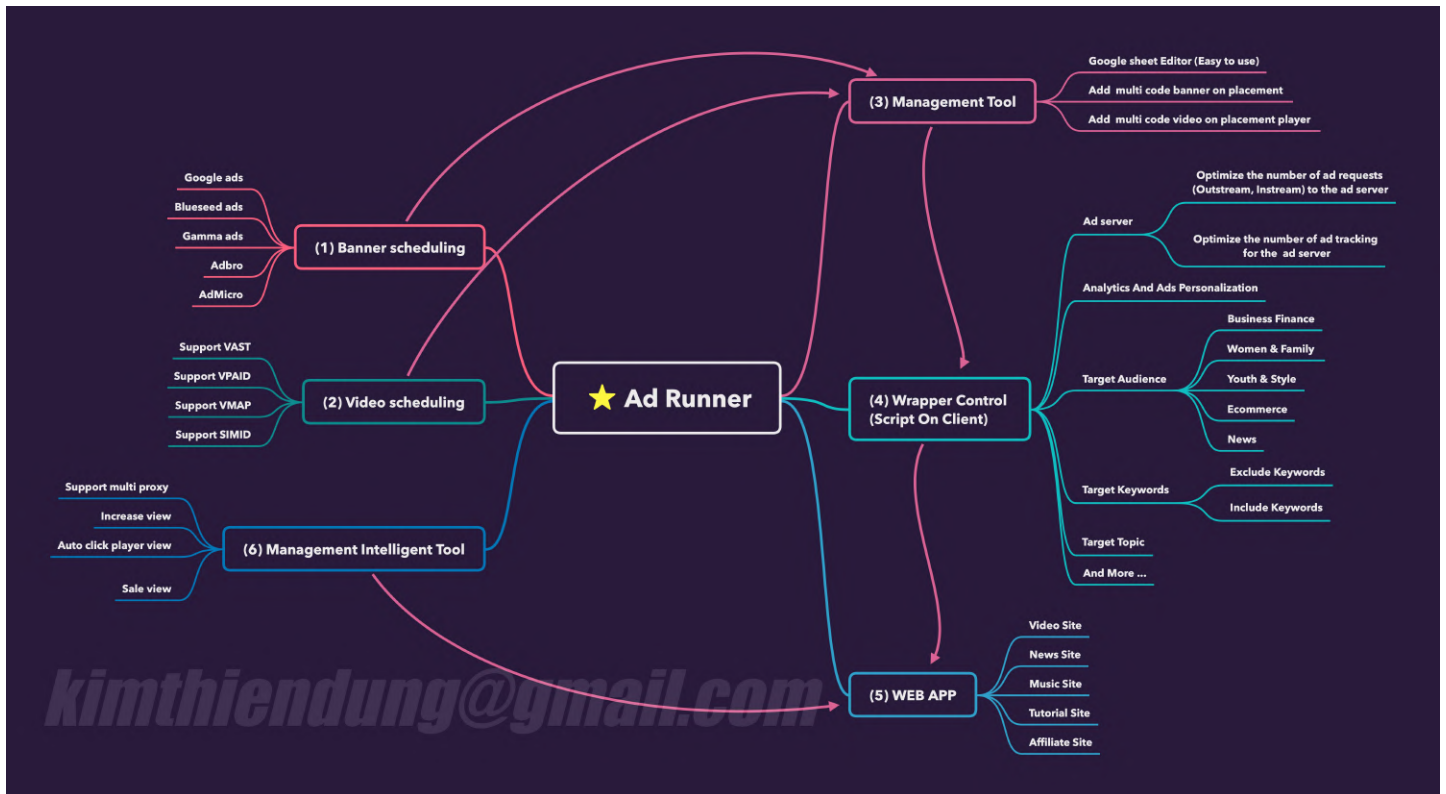 Google sheet Editor (Easy to use)
(3) Management Tool
Add multi code banner on placement
Add multi code video on placement player
Google ads
Blueseed ads
Gamma ads
Adbro
AdMicro
(1) Banner scheduling
Optimize the number of ad requests
(Outstream, Instream) to the ad server
Ad server
Optimize the number of ad tracking
for the ad server
Analytics And Ads Personalization
Support VAST
Support VPAID
Support VMAP
Support SIMID
(2) Video scheduling
Ad Runner
(4) Wrapper Control
(Script On Client)
Business Finance
Women & Family
Target Audience
Youth & Style
Ecommerce
News
Exclude Keywords
Target Keywords
Include Keywords
Target Topic
And More ...
Support multi proxy
Increase view
Auto click player view
Sale view
(6) Management Intelligent Tool
Video Site
News Site
(5) WEB APP
Music Site
Tutorial Site
Affiliate Site
kimthierdung@gmail.com